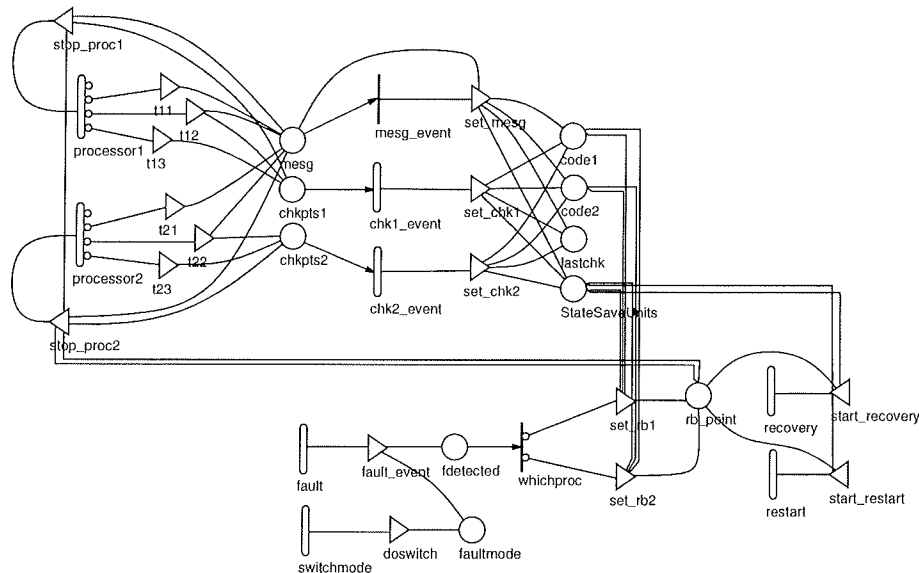 stop_proc1
t11
mesg_event
set_mesg
t12
processor1
t13
mesg
code1
chkpts1
set_chk1
code2
chk1_event
t21
chkpts2
lastchk
t22
processor2
t23
set_chk2
chk2_event
StateSaveUnits
stop_proc2
set_rb1
rb_point
recovery
start_recovery
fault
fault_event
fdetected
whichproc
set_rb2
restart
start_restart
switchmode
doswitch
faultmode